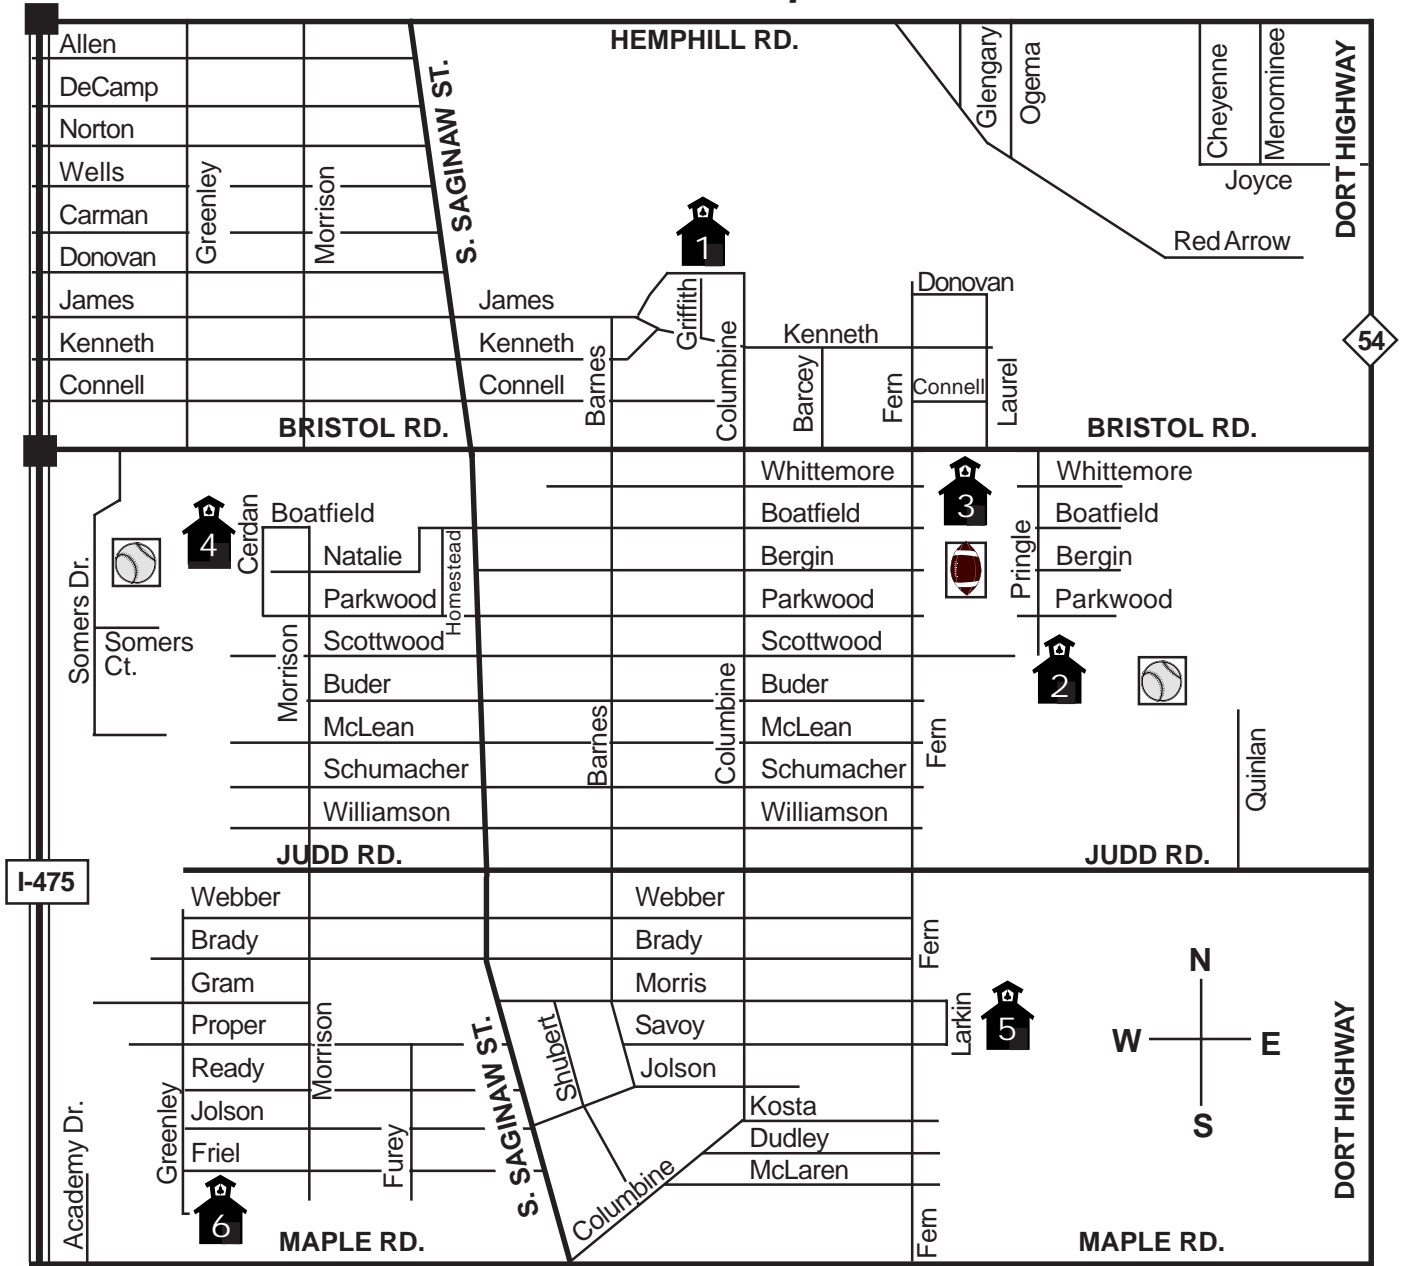 HEMPHILL RD.
Allen
DeCamp
Norton
Wells
Carman
Donovan
James
Kenneth
Connell
Greenley
Morrison
S. SAGINAW ST.
Glengary
Ogema
Cheyenne
Menominee
Joyce
DORT HIGHWAY
Red Arrow
1
James
Kenneth
Connell
Barnes
Griffith
Columbine
Kenneth
Barcey
Fern
Donovan
Connell
Laurel
54
BRISTOL RD.
BRISTOL RD.
Somers Dr.
Somers
Ct.
4
Cerdan
Boatfield
Natalie
Parkwood
Homestead
Scottwood
Morrison
Buder
McLean
Schumacher
Williamson
Barnes
Columbine
Whittemore
Boatfield
Bergin
Parkwood
Scottwood
Buder
McLean
Schumacher
Williamson
Fern
3
Pringle
Whittemore
Boatfield
Bergin
Parkwood
2
Quinlan
JUDD RD.
JUDD RD.
I-475
Webber
Brady
Gram
Proper
Ready
Jolson
Friel
Greenley
Morrison
Furey
Academy Dr.
6
S. SAGINAW ST.
Shubert
Webber
Brady
Morris
Savoy
Jolson
Kosta
Dudley
McLaren
Columbine
Fern
Larkin
5
Fern
N
W
E
S
DORT HIGHWAY
MAPLE RD.
MAPLE RD.